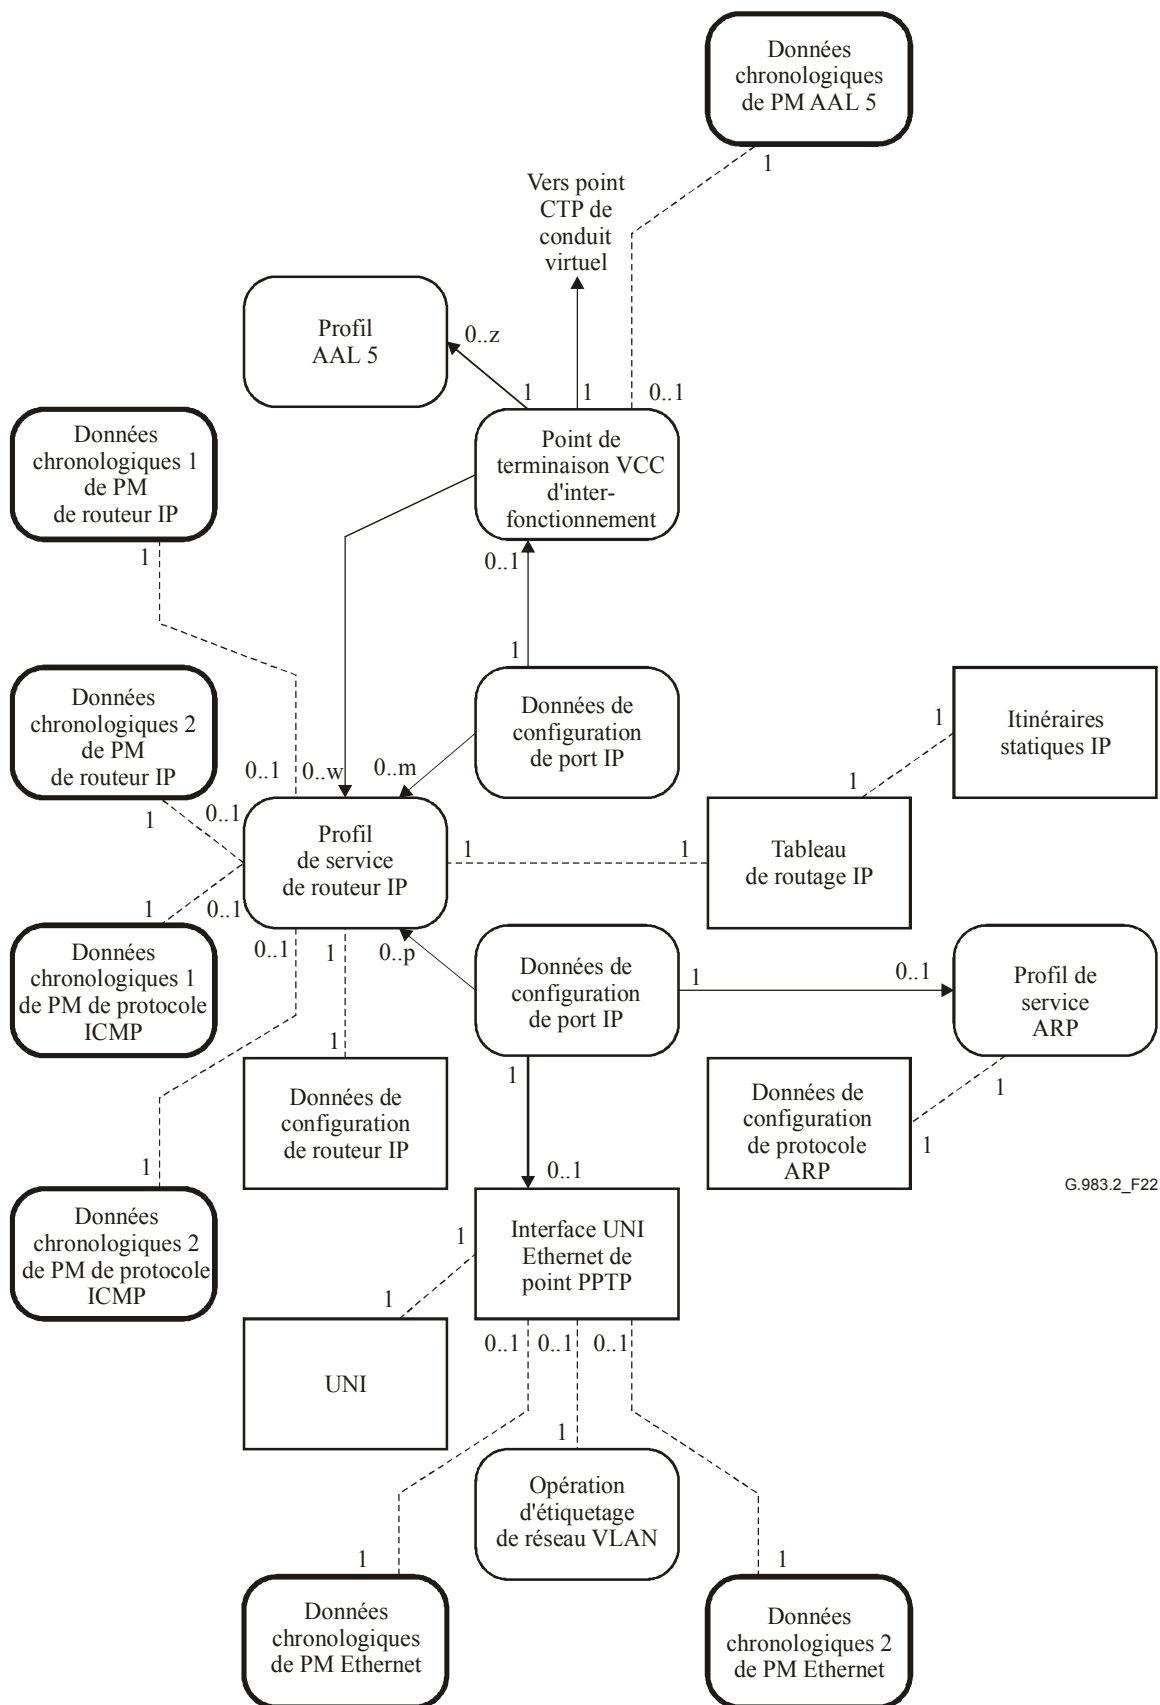 Données
chronologiques
de PM AAL 5
1
Vers point
CTP de
conduit
virtuel
Profil
AAL 5
0..z
1
1
0..1
Données
chronologiques 1
de PM
de routeur IP
1
Point de
terminaison VCC
d'inter-
fonctionnement
0..1
1
Données
chronologiques 2
de PM
de routeur IP
1
0..1
0..1
0..w
0..m
Données de
configuration
de port IP
Itinéraires
statiques IP
1
1
Profil
de service
de routeur IP
1
1
Tableau
de routage IP
1
0..1
0..1
1
0..p
Données
chronologiques 1
de PM de protocole
ICMP
Données de
configuration
de port IP
1
0..1
Profil de
service
ARP
1
1
Données de
configuration
de routeur IP
1
0..1
Données de
configuration
de protocole
ARP
1
1
G.983.2_F22
Données
chronologiques 2
de PM de protocole
ICMP
Interface UNI
Ethernet de
point PPTP
1
1
UNI
0..1
0..1
0..1
1
Opération
d'étiquetage
de réseau VLAN
1
1
Données
chronologiques
de PM Ethernet
Données
chronologiques 2
de PM Ethernet